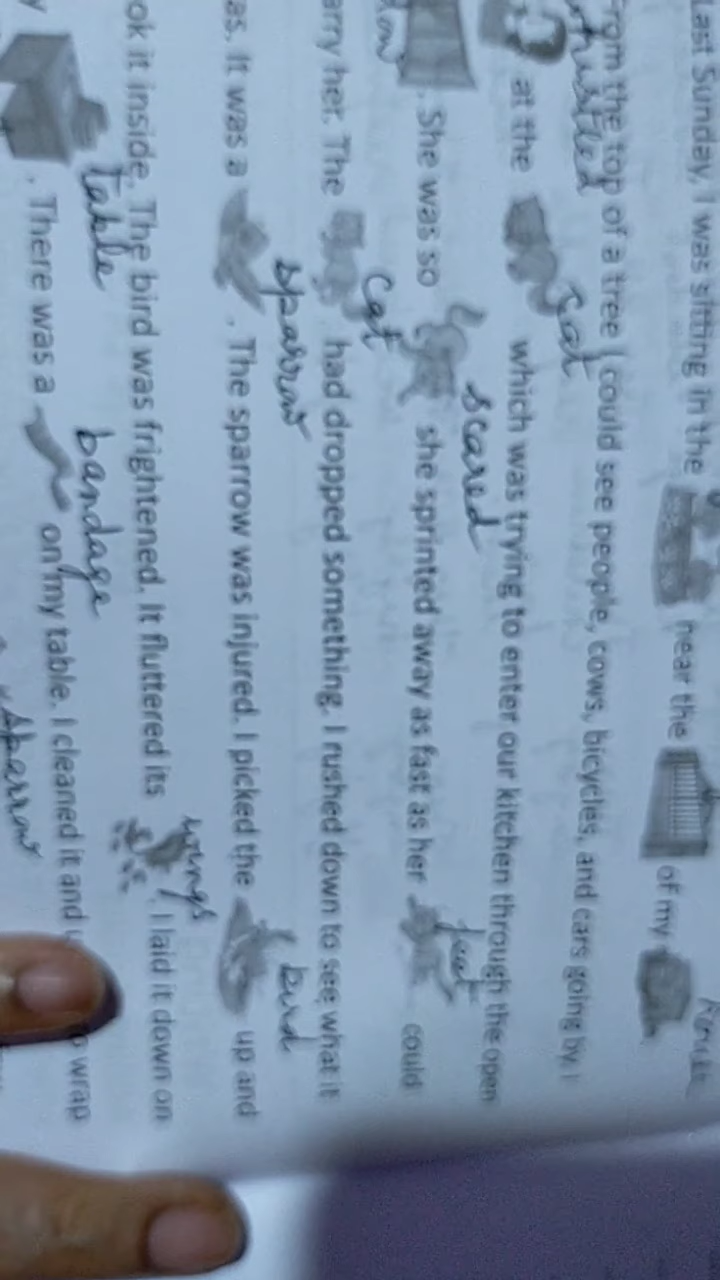 Last Sunday, I was sitting in the near the of my
From the top of a tree I could see people, cows, bicycles, and cars going by. I
cat
at the which was trying to enter our kitchen through the open
scared
. She was so she sprinted away as fast as her could
cat
arry her. The had dropped something. I rushed down to see what it
sparrow bird
as. It was a . The sparrow was injured. I picked the up and
wings
ok it inside. The bird was frightened. It fluttered its . I laid it down on
table bandage
. There was a on my table. I cleaned it and wrap
sparrow